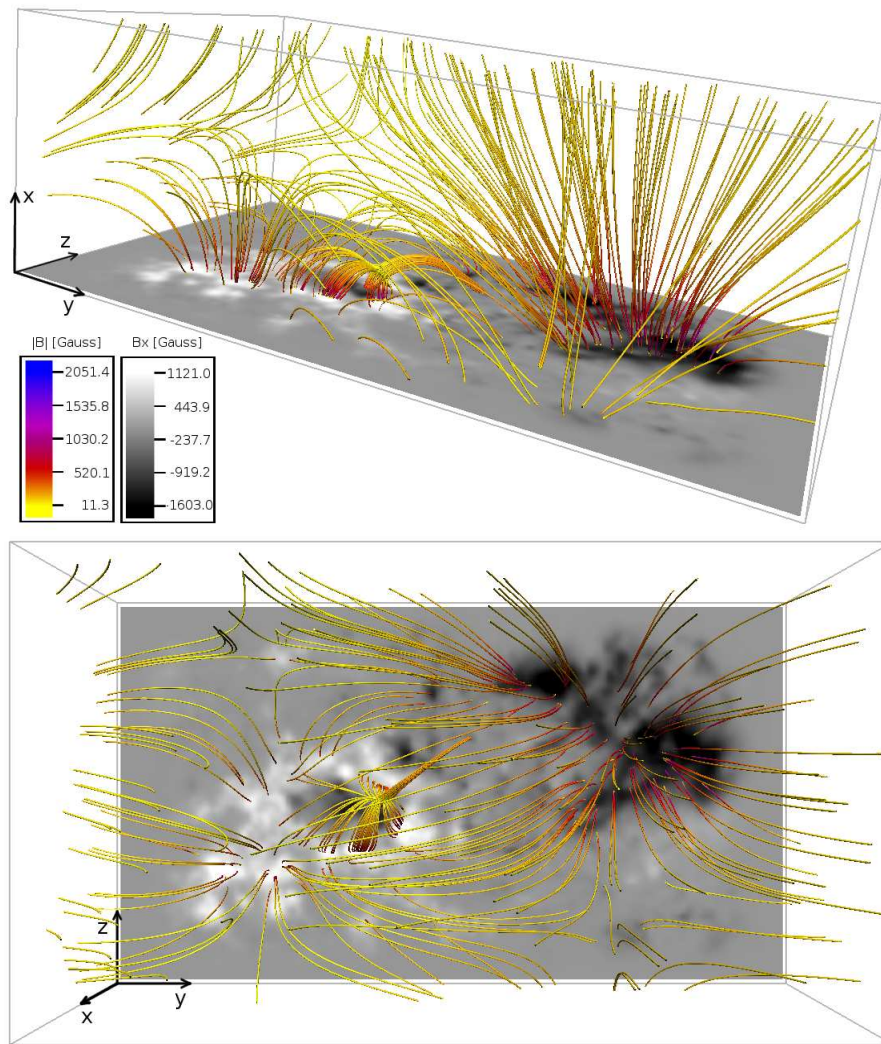 x
z
y
|B| [Gauss] Bx [Gauss]
2051.4 1121.0
1535.8 443.9
1030.2 -237.7
520.1 -919.2
11.3 -1603.0
z
y
x